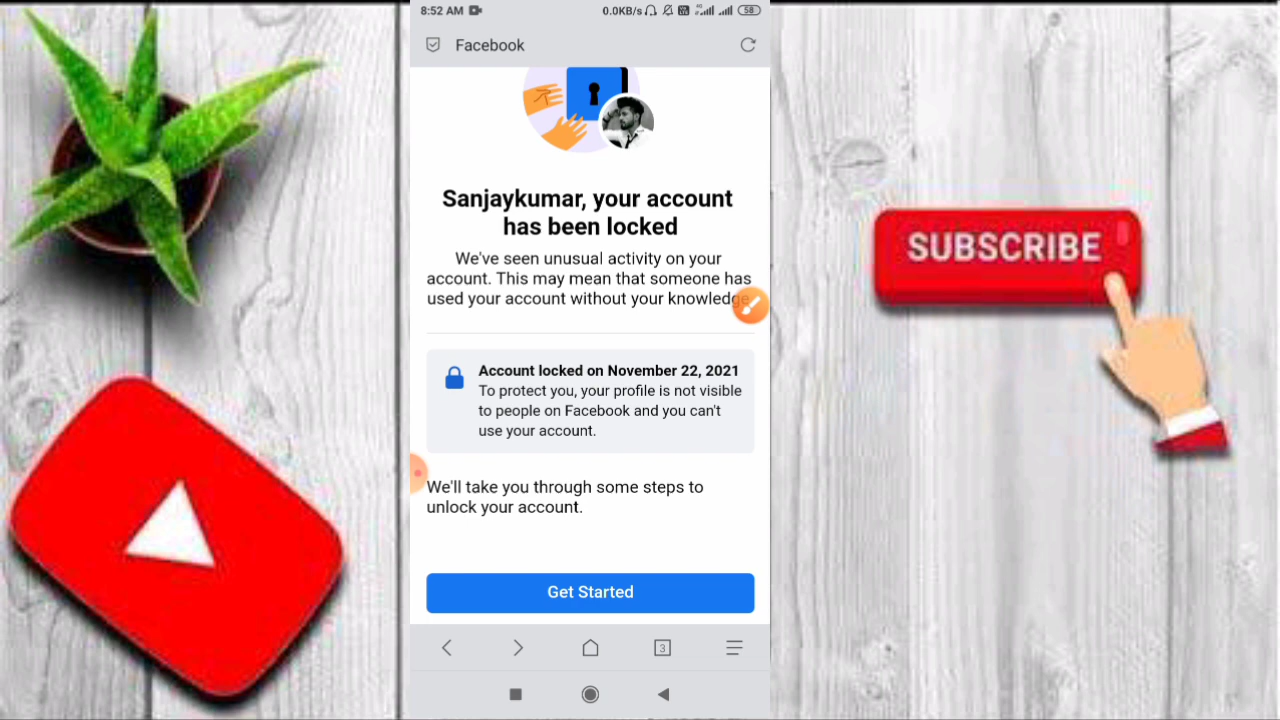 8:52 AM
0.0KB/s
58
Facebook
Sanjaykumar, your account
has been locked
We've seen unusual activity on your
account. This may mean that someone has
used your account without your knowledge
Account locked on November 22, 2021
To protect you, your profile is not visible
to people on Facebook and you can't
use your account.
We'll take you through some steps to
unlock your account.
Get Started
3
SUBSCRIBE